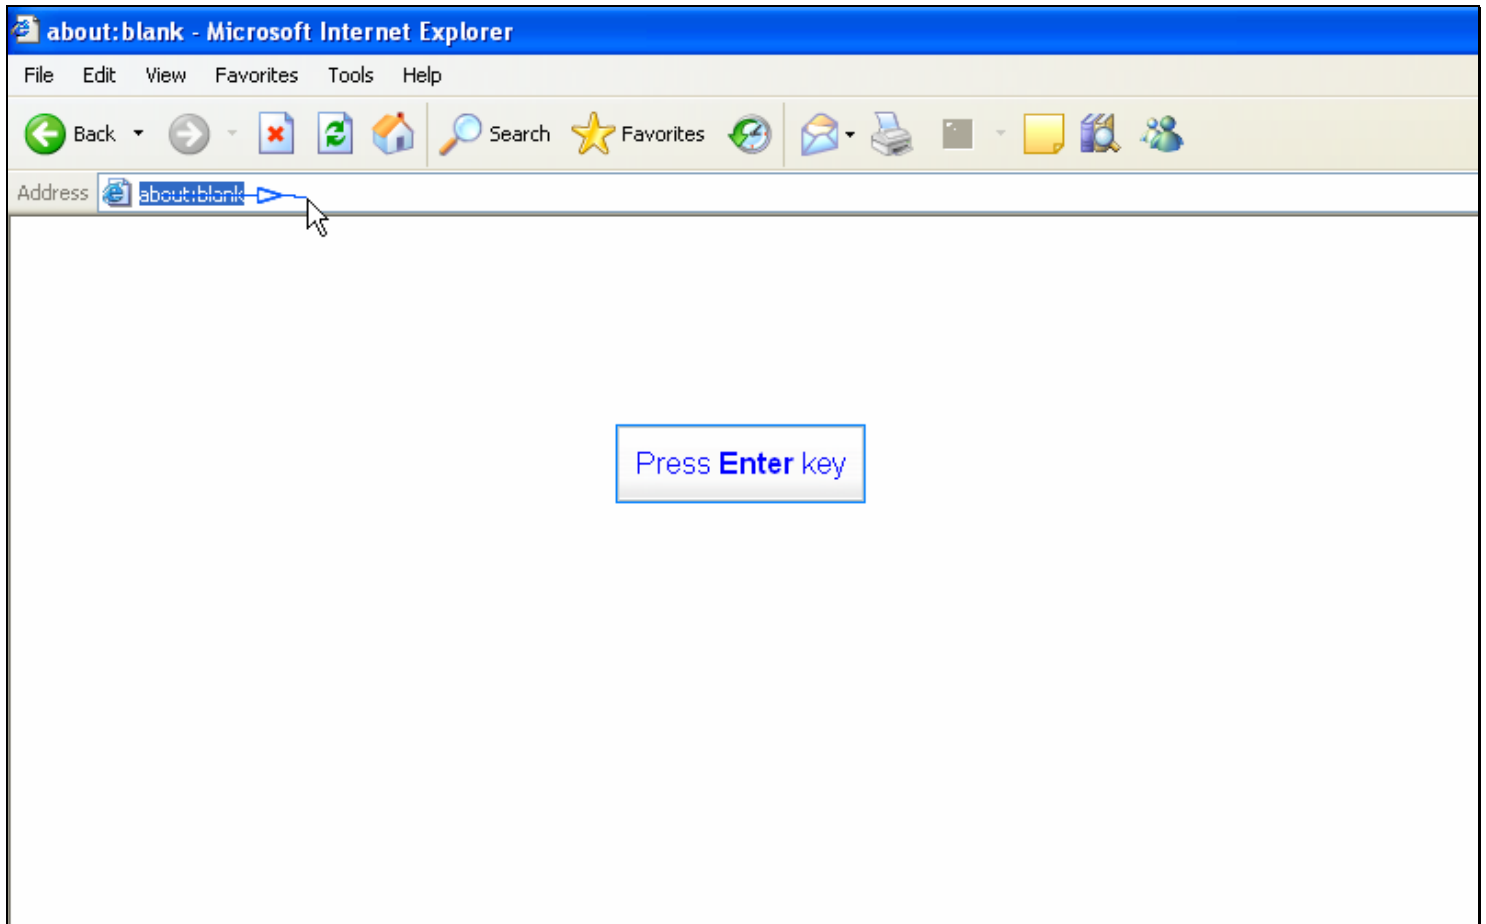 about:blank - Microsoft Internet Explorer
File Edit View Favorites Tools Help
Back Search Favorites
Address about:blank
Press Enter key